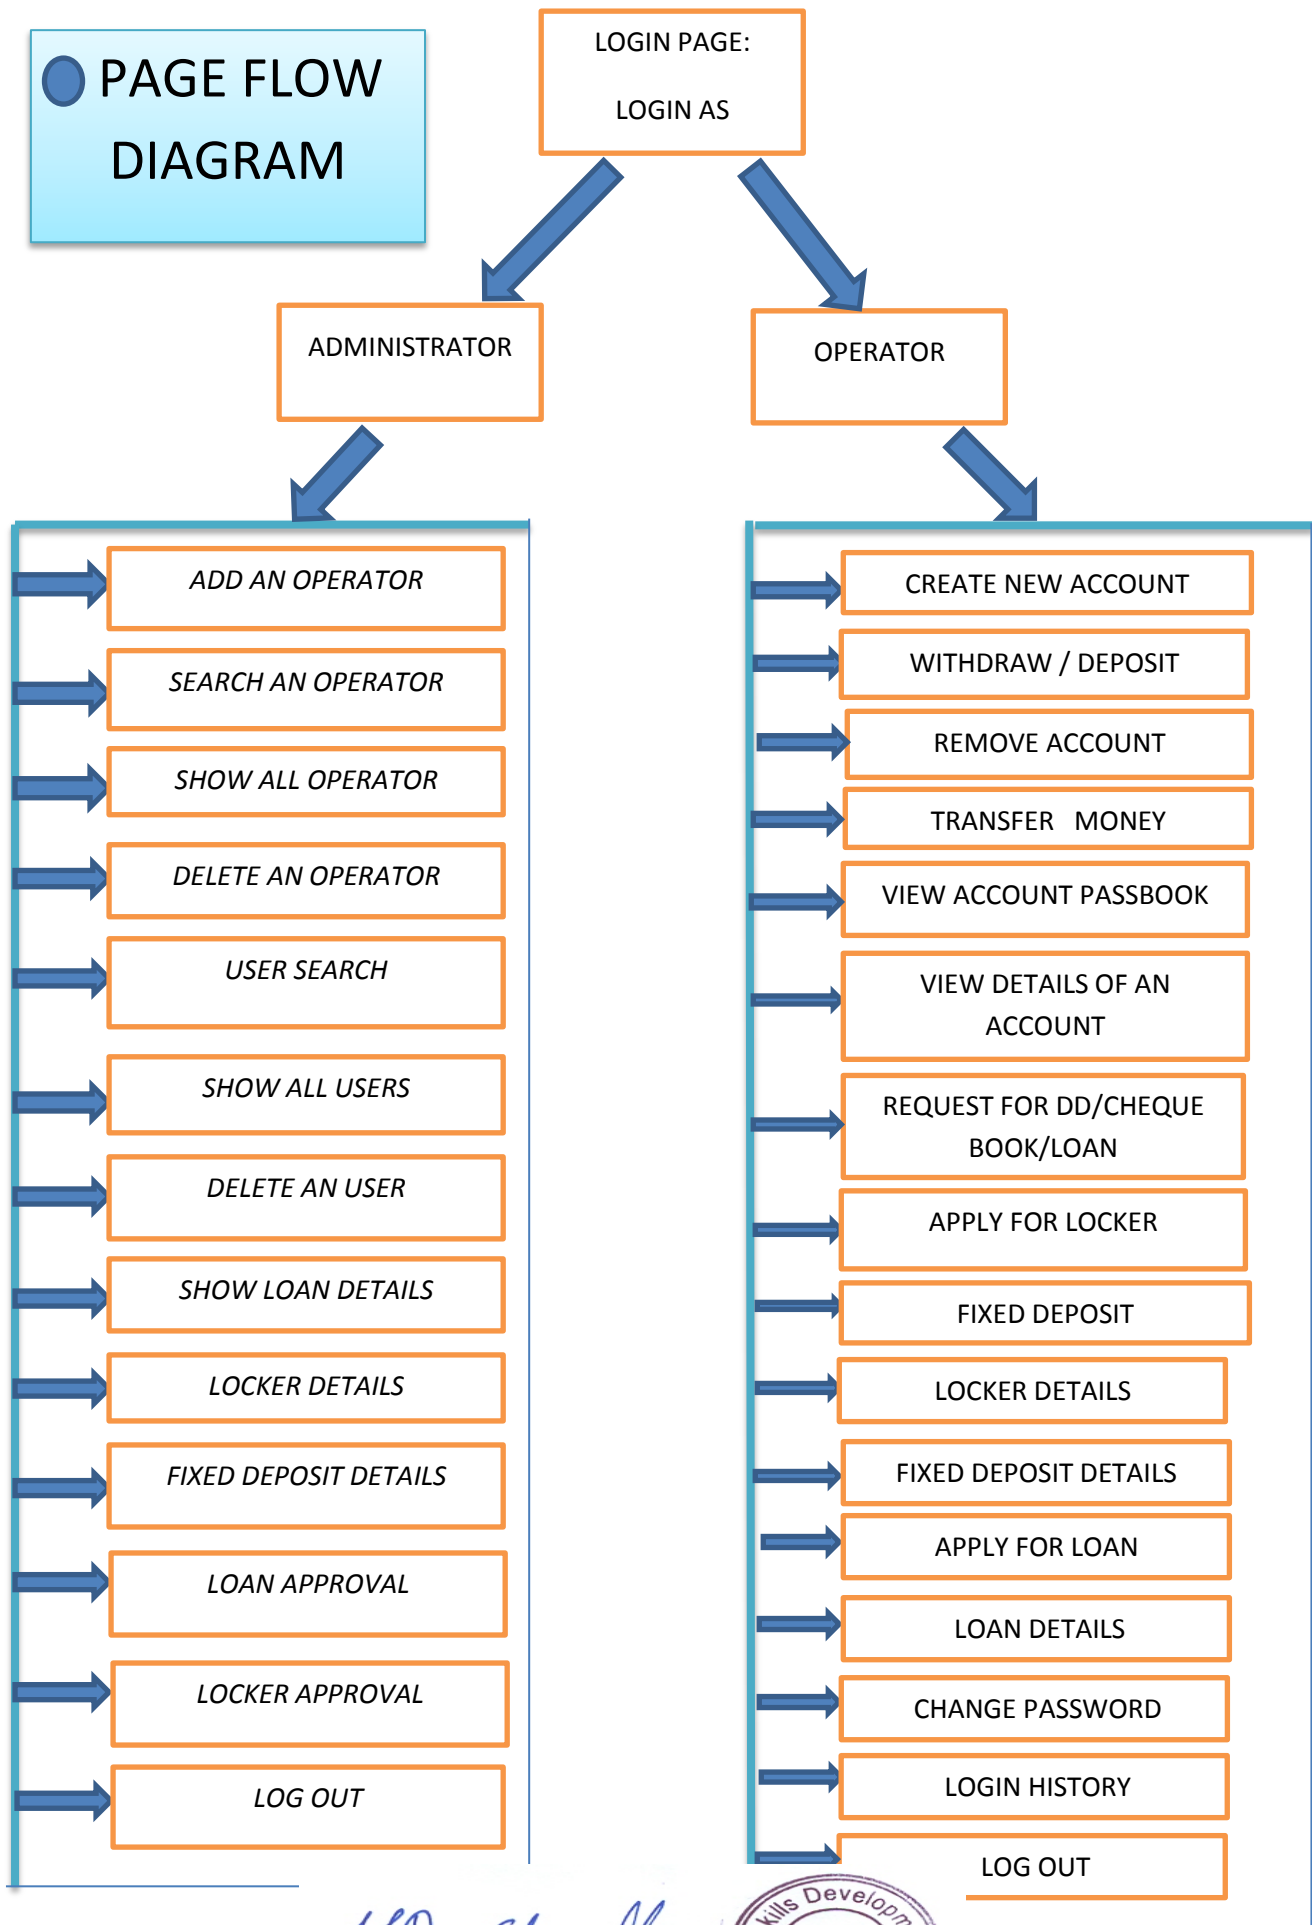 PAGE FLOW
DIAGRAM
LOGIN PAGE:
LOGIN AS
ADMINISTRATOR
OPERATOR
ADD AN OPERATOR
SEARCH AN OPERATOR
SHOW ALL OPERATOR
DELETE AN OPERATOR
USER SEARCH
SHOW ALL USERS
DELETE AN USER
SHOW LOAN DETAILS
LOCKER DETAILS
FIXED DEPOSIT DETAILS
LOAN APPROVAL
LOCKER APPROVAL
LOG OUT
CREATE NEW ACCOUNT
WITHDRAW / DEPOSIT
REMOVE ACCOUNT
TRANSFER MONEY
VIEW ACCOUNT PASSBOOK
VIEW DETAILS OF AN
ACCOUNT
REQUEST FOR DD/CHEQUE
BOOK/LOAN
APPLY FOR LOCKER
FIXED DEPOSIT
LOCKER DETAILS
FIXED DEPOSIT DETAILS
APPLY FOR LOAN
LOAN DETAILS
CHANGE PASSWORD
LOGIN HISTORY
LOG OUT